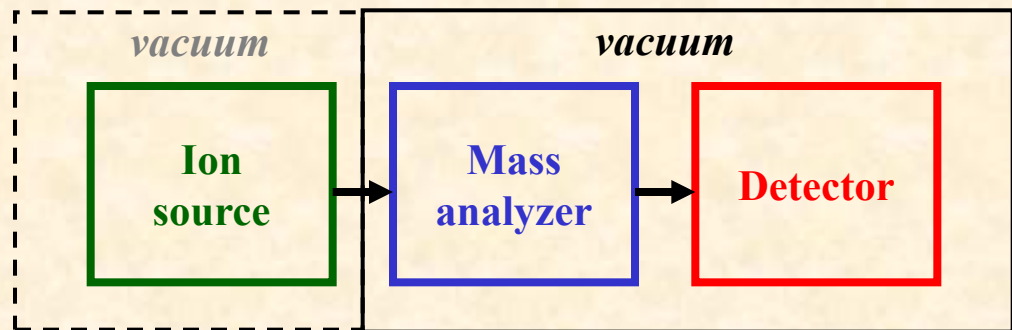 vacuum
vacuum
Ion
source
Mass
analyzer
Detector